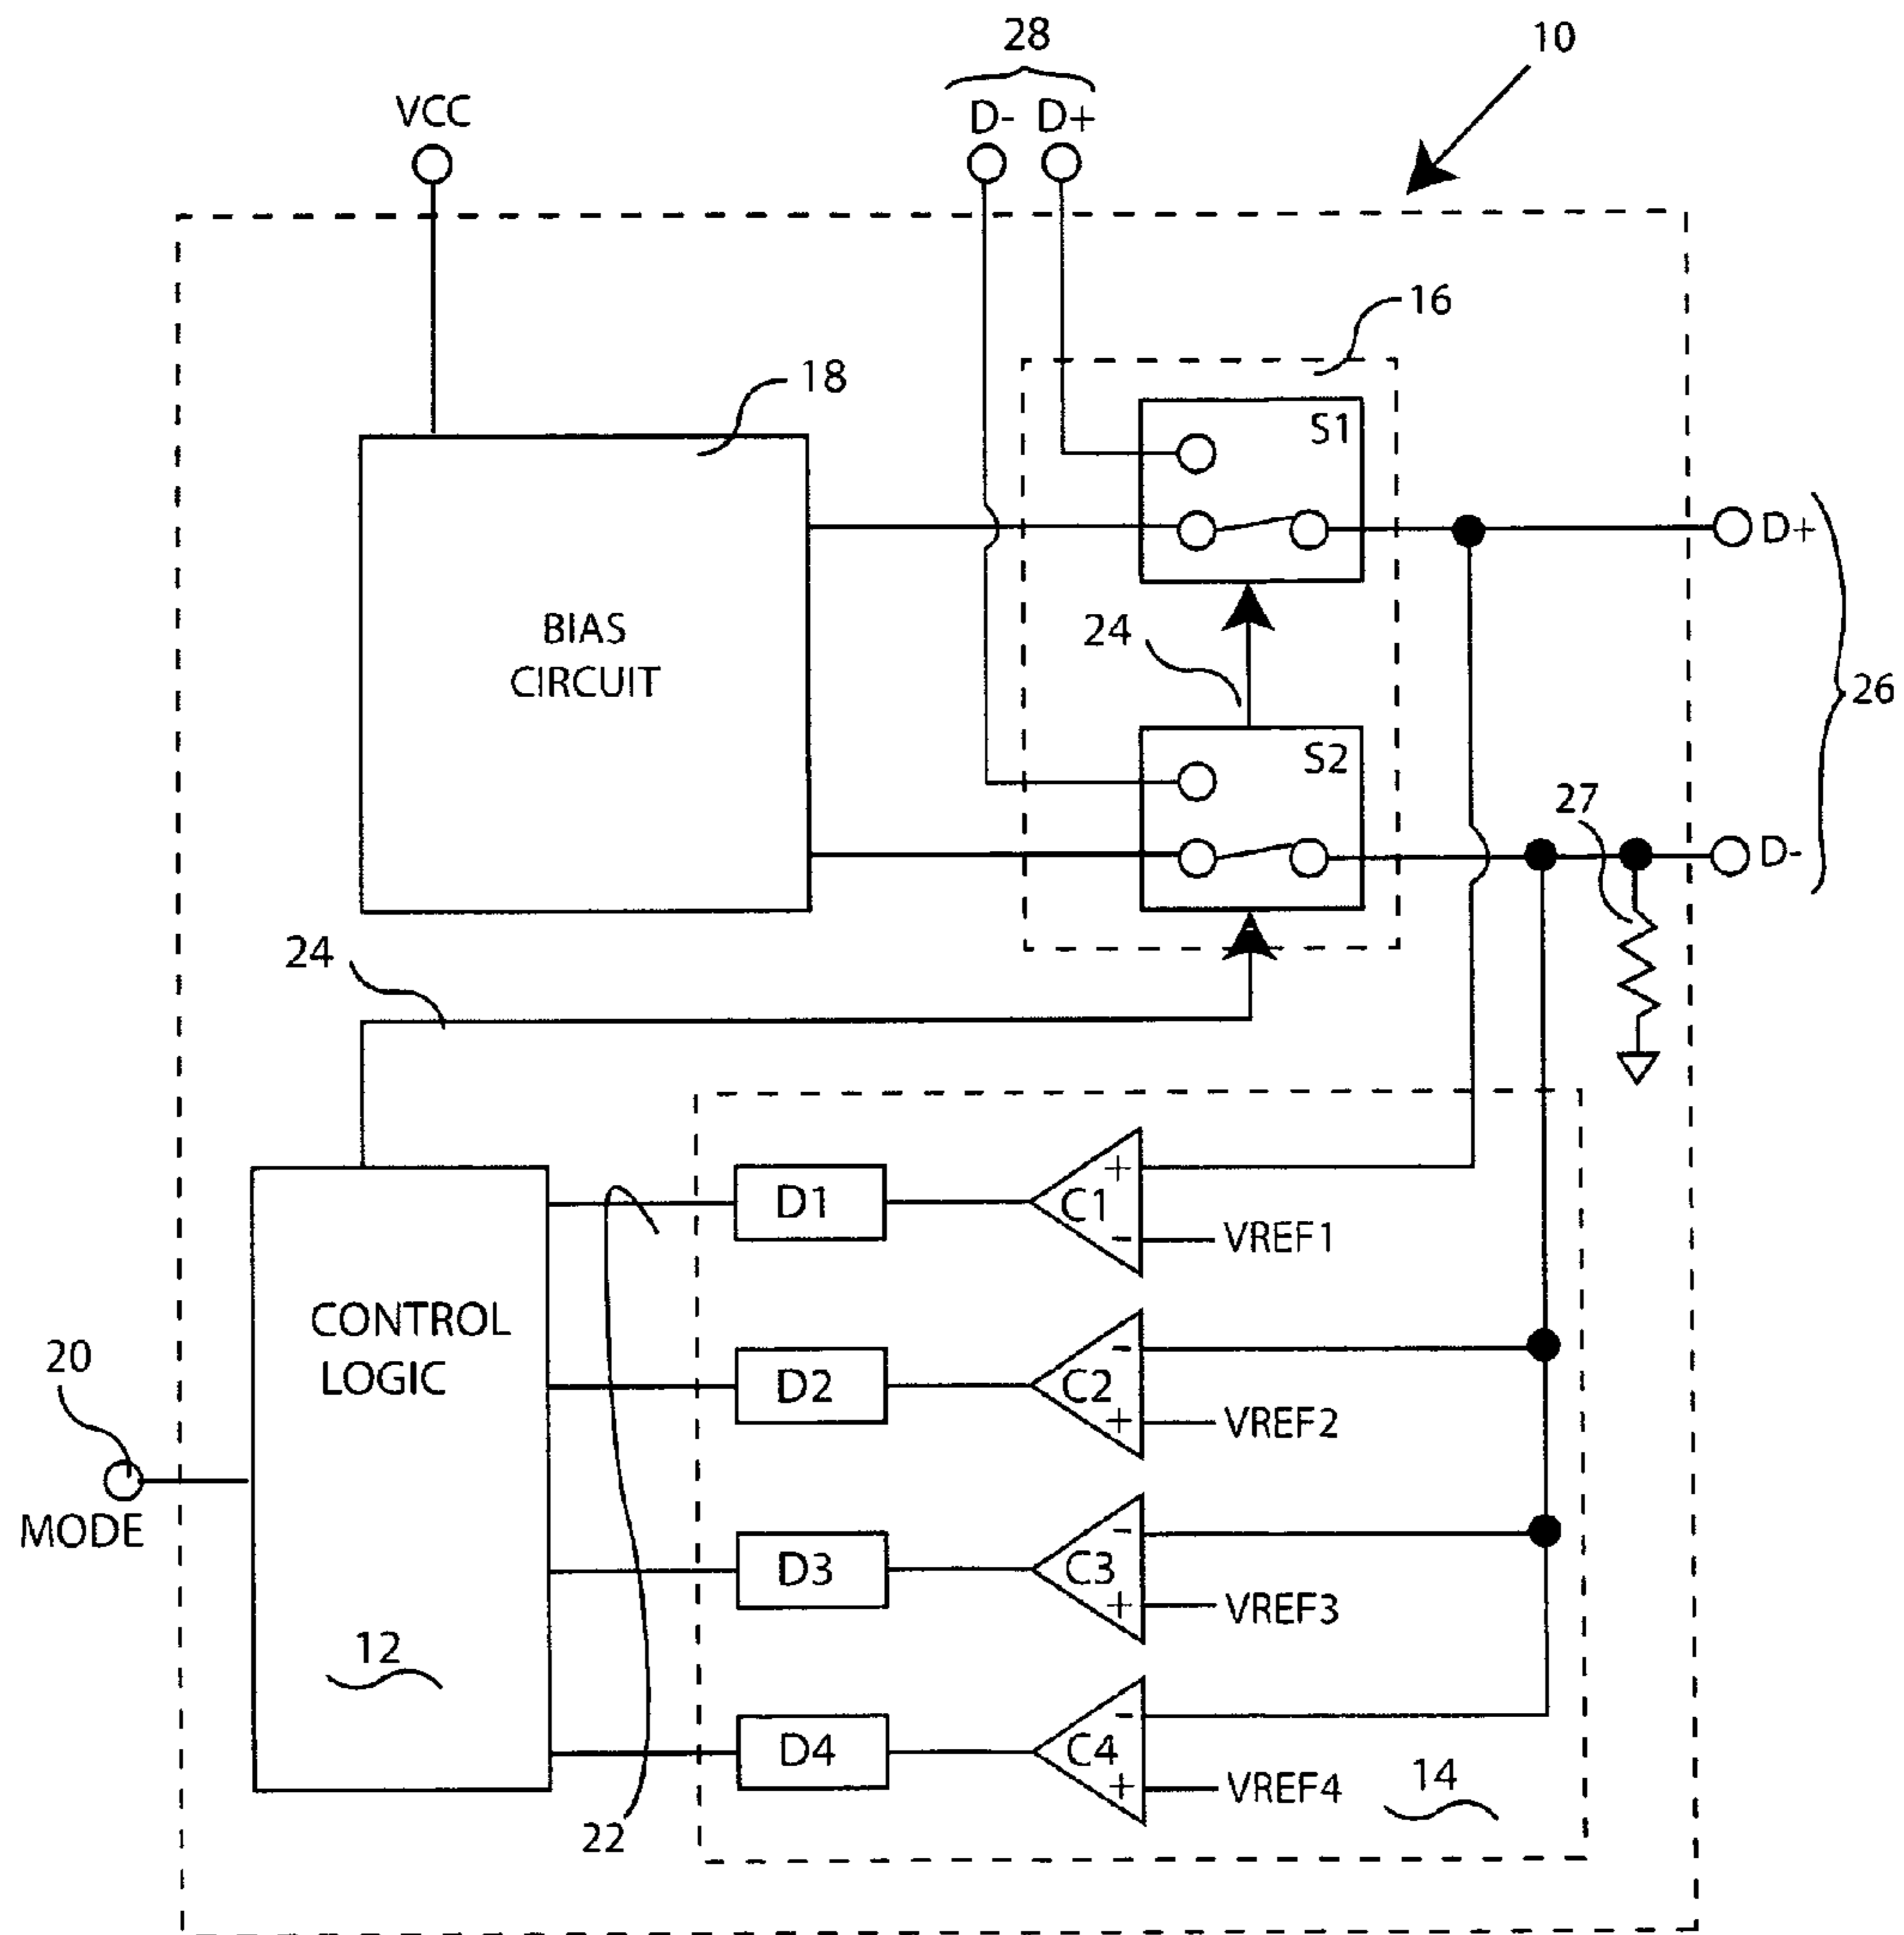 28
10
VCC
D- D+
16
18
S1
D+
BIAS
CIRCUIT
24
26
S2
27
D-
24
D1
C1
+
-
VREF1
CONTROL
LOGIC
20
D2
C2
-
+
VREF2
MODE
D3
C3
-
+
VREF3
12
D4
C4
-
+
VREF4
14
22